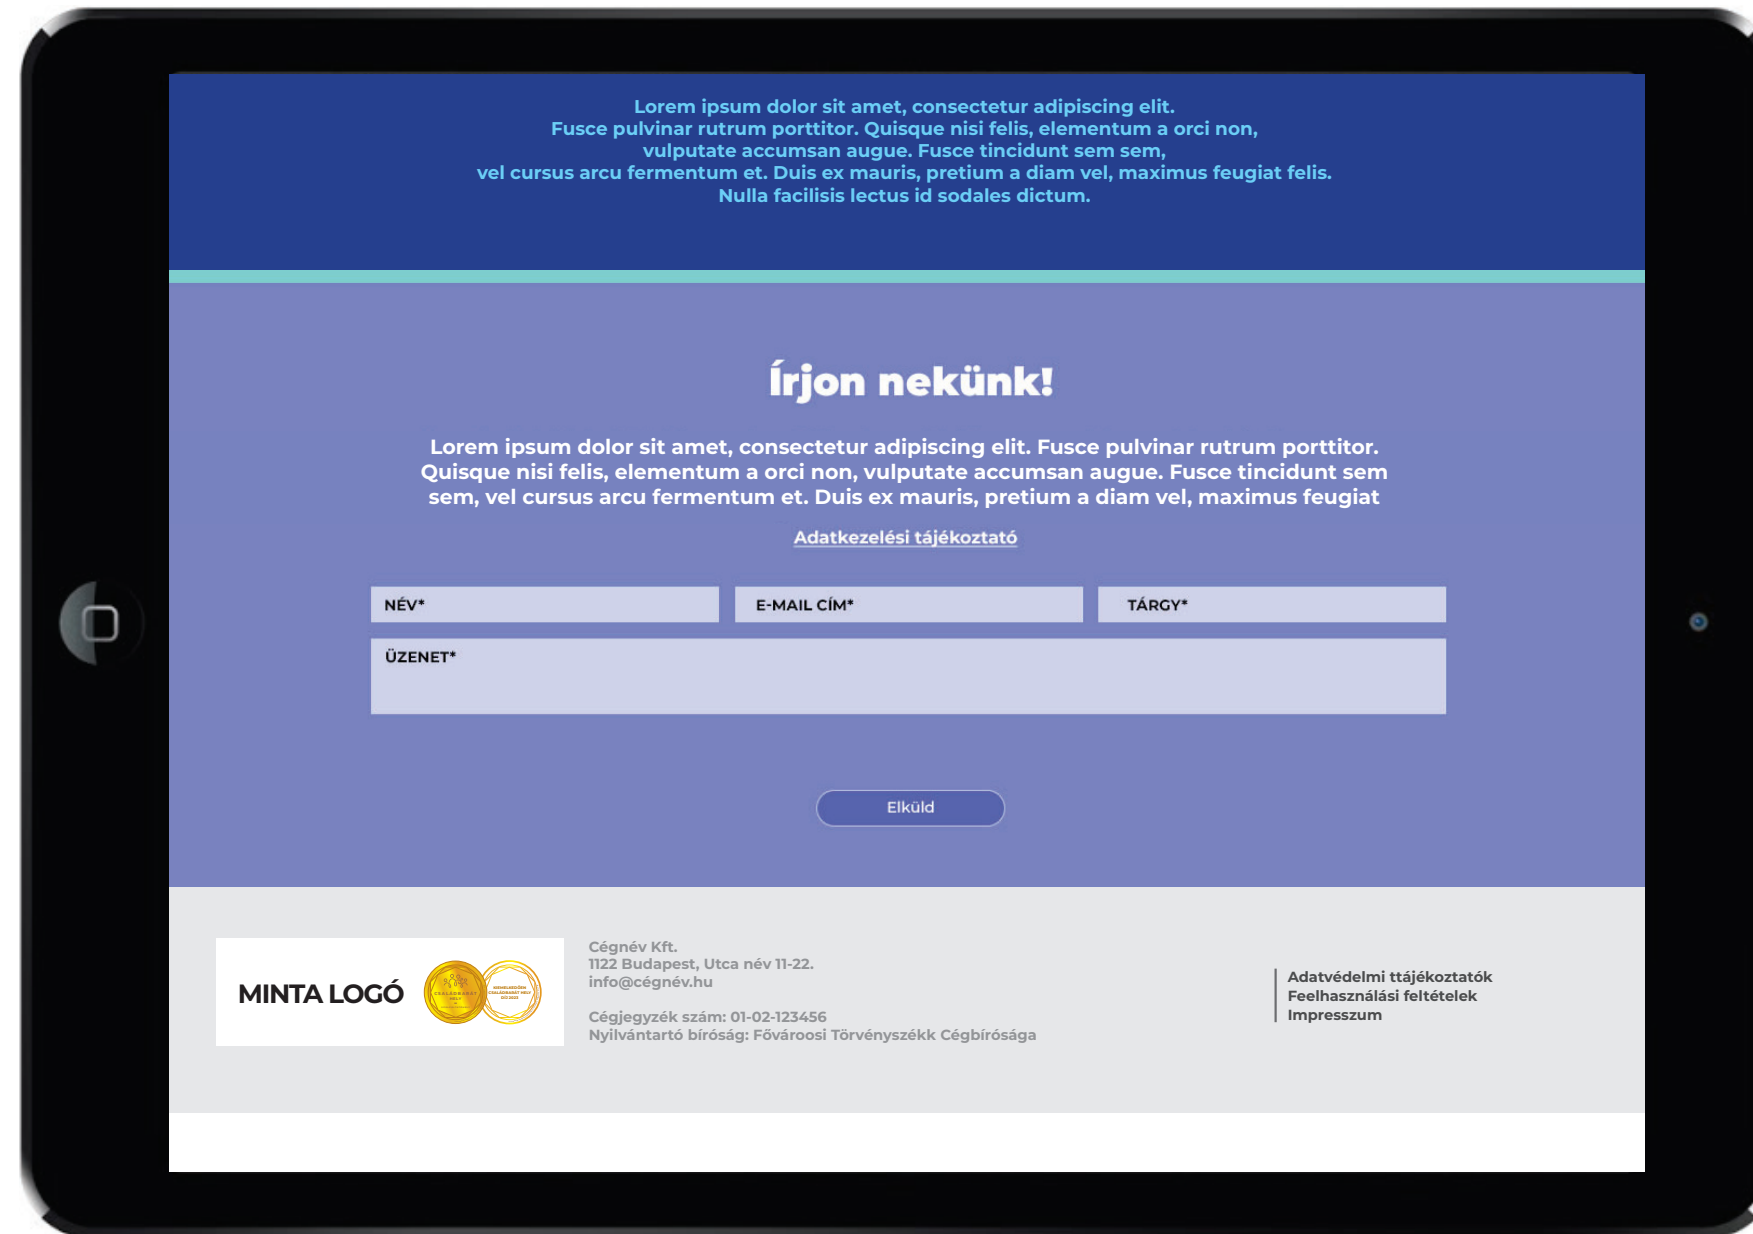 Lorem ipsum dolor sit amet, consectetur adipiscing elit.
Fusce pulvinar rutrum porttitor. Quisque nisi felis, elementum a orci non,
vulputate accumsan augue. Fusce tincidunt sem sem,
vel cursus arcu fermentum et. Duis ex mauris, pretium a diam vel, maximus feugiat felis.
Nulla facilisis lectus id sodales dictum.
Írjon nekünk!
Lorem ipsum dolor sit amet, consectetur adipiscing elit. Fusce pulvinar rutrum porttitor.
Quisque nisi felis, elementum a orci non, vulputate accumsan augue. Fusce tincidunt sem
sem, vel cursus arcu fermentum et. Duis ex mauris, pretium a diam vel, maximus feugiat
Adatkezelési tájékoztató
NÉV*
E-MAIL CÍM*
TÁRGY*
ÜZENET*
Elküld
MINTA LOGÓ
CSALÁDBARÁT
HELY
CSALÁDBARÁT HELY
Cégnév Kft.
1122 Budapest, Utca név 11-22.
info@cégnév.hu
Cégjegyzék szám: 01-02-123456
Nyilvántartó bíróság: Fővároosi Törvényszékk Cégbírósága
Adatvédelmi ttájékoztatók
Feelhasználási feltételek
Impresszum